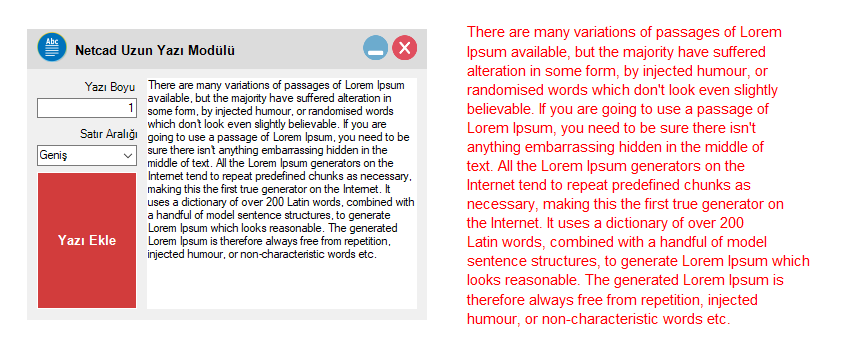 Abc
Netcad Uzun Yazı Modülü
Yazı Boyu
1
Satır Aralığı
Geniş
Yazı Ekle
There are many variations of passages of Lorem Ipsum
available, but the majority have suffered alteration in
some form, by injected humour, or randomised words
which don't look even slightly believable. If you are
going to use a passage of Lorem Ipsum, you need to be
sure there isn't anything embarrassing hidden in the
middle of text. All the Lorem Ipsum generators on the
Internet tend to repeat predefined chunks as necessary,
making this the first true generator on the Internet. It
uses a dictionary of over 200 Latin words, combined with
a handful of model sentence structures, to generate
Lorem Ipsum which looks reasonable. The generated
Lorem Ipsum is therefore always free from repetition,
injected humour, or non-characteristic words etc.
There are many variations of passages of Lorem
Ipsum available, but the majority have suffered
alteration in some form, by injected humour, or
randomised words which don't look even slightly
believable. If you are going to use a passage of
Lorem Ipsum, you need to be sure there isn't
anything embarrassing hidden in the middle of
text. All the Lorem Ipsum generators on the
Internet tend to repeat predefined chunks as
necessary, making this the first true generator on
the Internet. It uses a dictionary of over 200
Latin words, combined with a handful of model
sentence structures, to generate Lorem Ipsum which
looks reasonable. The generated Lorem Ipsum is
therefore always free from repetition, injected
humour, or non-characteristic words etc.